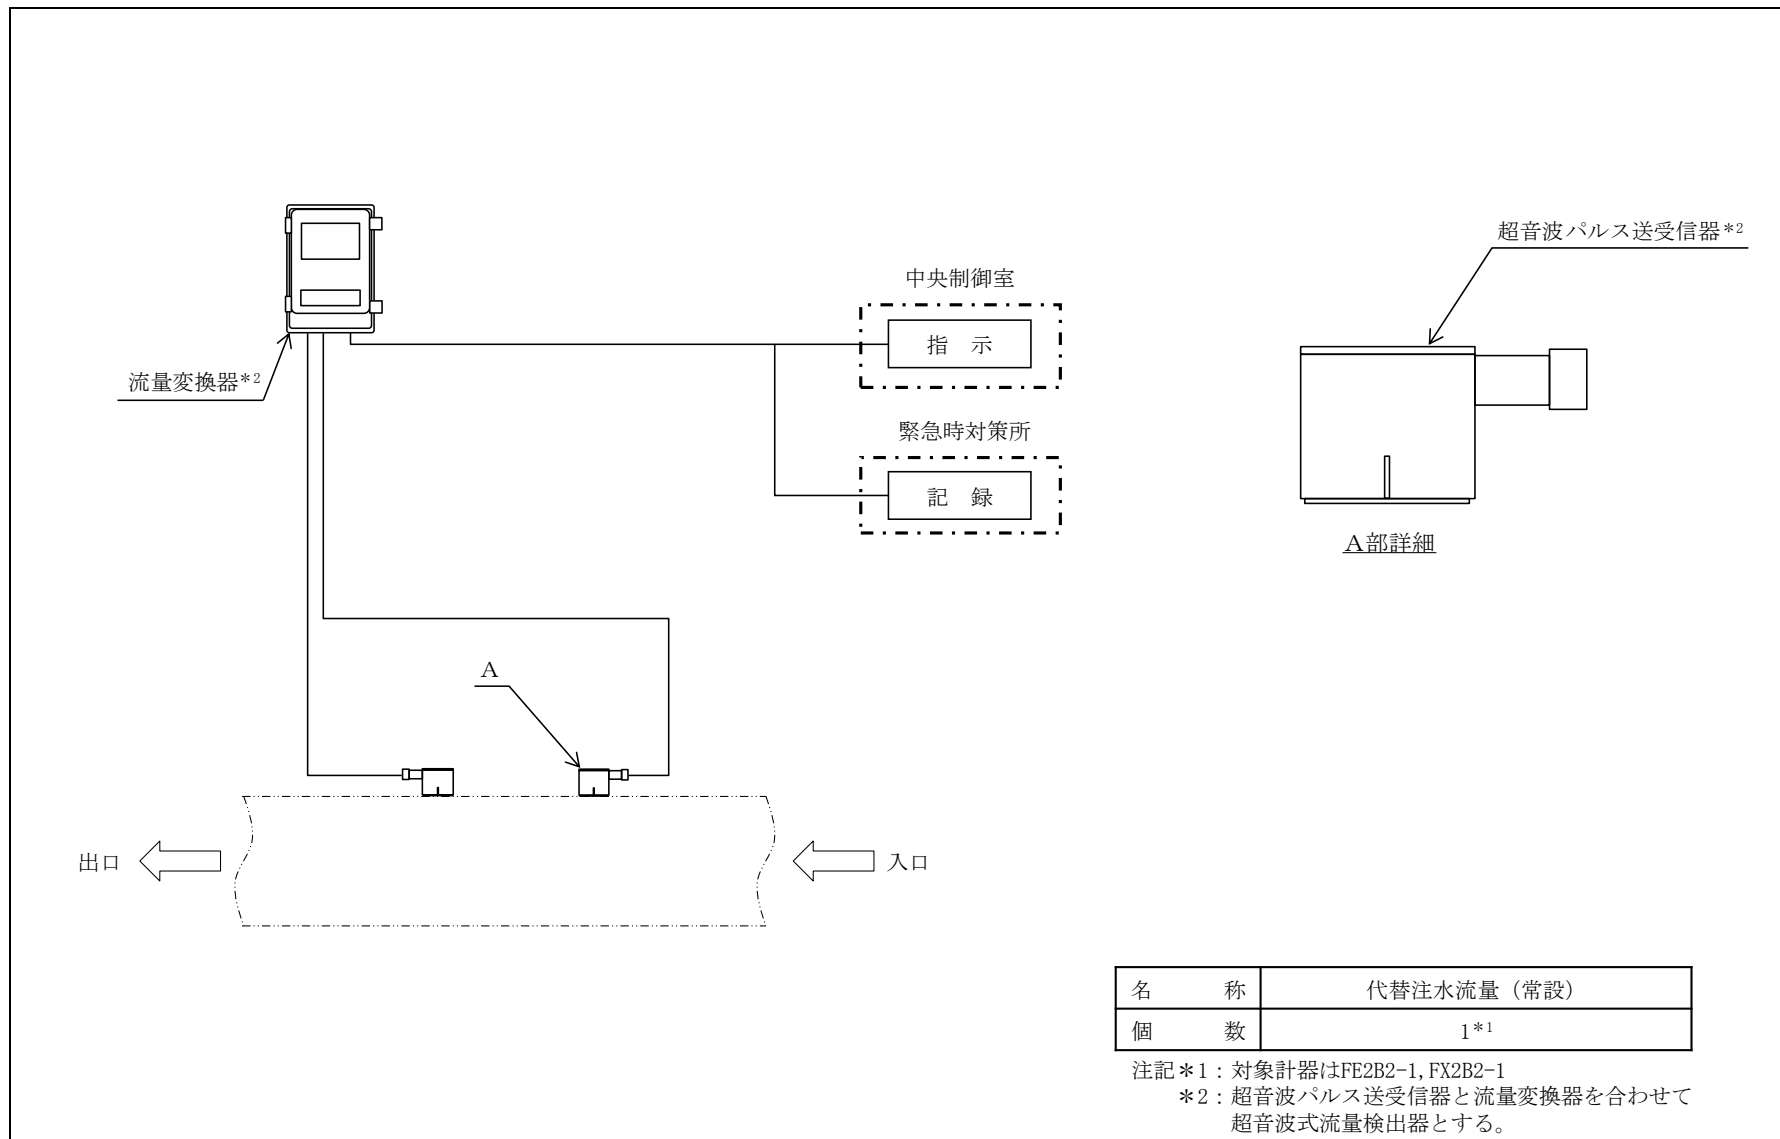 超音波パルス送受信器*2
中央制御室
指 示
流量変換器*2
緊急時対策所
記 録
A部詳細
A
出口
入口
名 称 代替注水流量（常設）
個 数 1*1
注記*1：対象計器はFE2B2-1,FX2B2-1
*2：超音波パルス送受信器と流量変換器を合わせて
超音波式流量検出器とする。